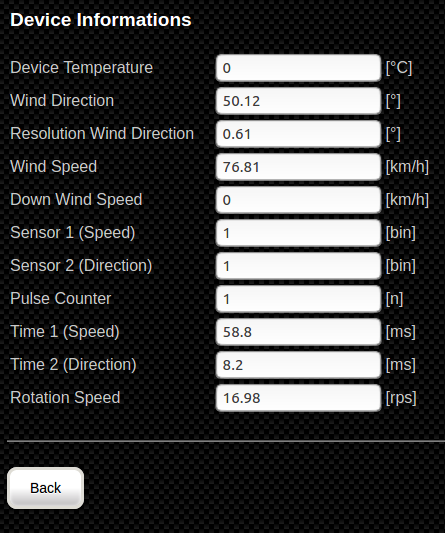 Device Informations
Device Temperature 0 [°C]
Wind Direction 50.12 [°]
Resolution Wind Direction 0.61 [°]
Wind Speed 76.81 [km/h]
Down Wind Speed 0 [km/h]
Sensor 1 (Speed) 1 [bin]
Sensor 2 (Direction) 1 [bin]
Pulse Counter 1 [n]
Time 1 (Speed) 58.8 [ms]
Time 2 (Direction) 8.2 [ms]
Rotation Speed 16.98 [rps]
Back